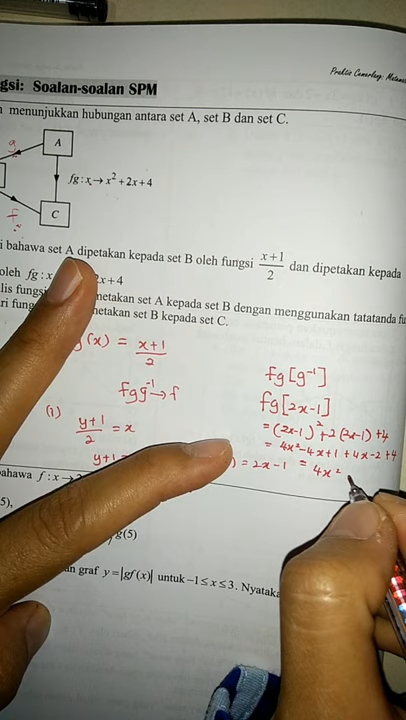 Praktis Cemerlang: Matema
gsi: Soalan-soalan SPM
menunjukkan hubungan antara set A, set B dan set C.
g
A
fg : x → x² + 2x + 4
f
C
i bahawa set A dipetakan kepada set B oleh fungsi (x+1)/2 dan dipetakan kepada
oleh fg : x 2x + 4
lis fungsi metakan set A kepada set B dengan menggunakan tatatanda fu
ri fung metakan set B kepada set C.
(x) = (x+1)/2
fgg⁻¹ → f
fg[g⁻¹]
fg[2x-1]
= (2x-1)² + 2(2x-1) + 4
= 4x² - 4x + 1 + 4x - 2 + 4
= 4x²
(i)
(y+1)/2 = x
y+1
= 2x - 1
ahawa f : x →
5),
g(5)
an graf y = |gf(x)| untuk -1 ≤ x ≤ 3. Nyataka